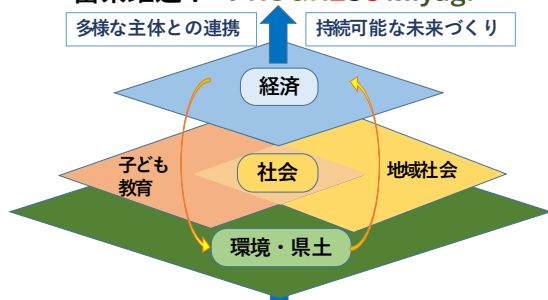 多様な主体との連携
持続可能な未来づくり
経済
子ども
教育
社会
地域社会
環境・県土